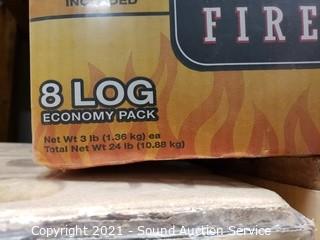 INCLUDED
FIRE
8 LOG
ECONOMY PACK
Net Wt 3 lb (1.36 kg) ea
Total Net Wt 24 lb (10.88 kg)
Copyright 2021 - Sound Auction Service